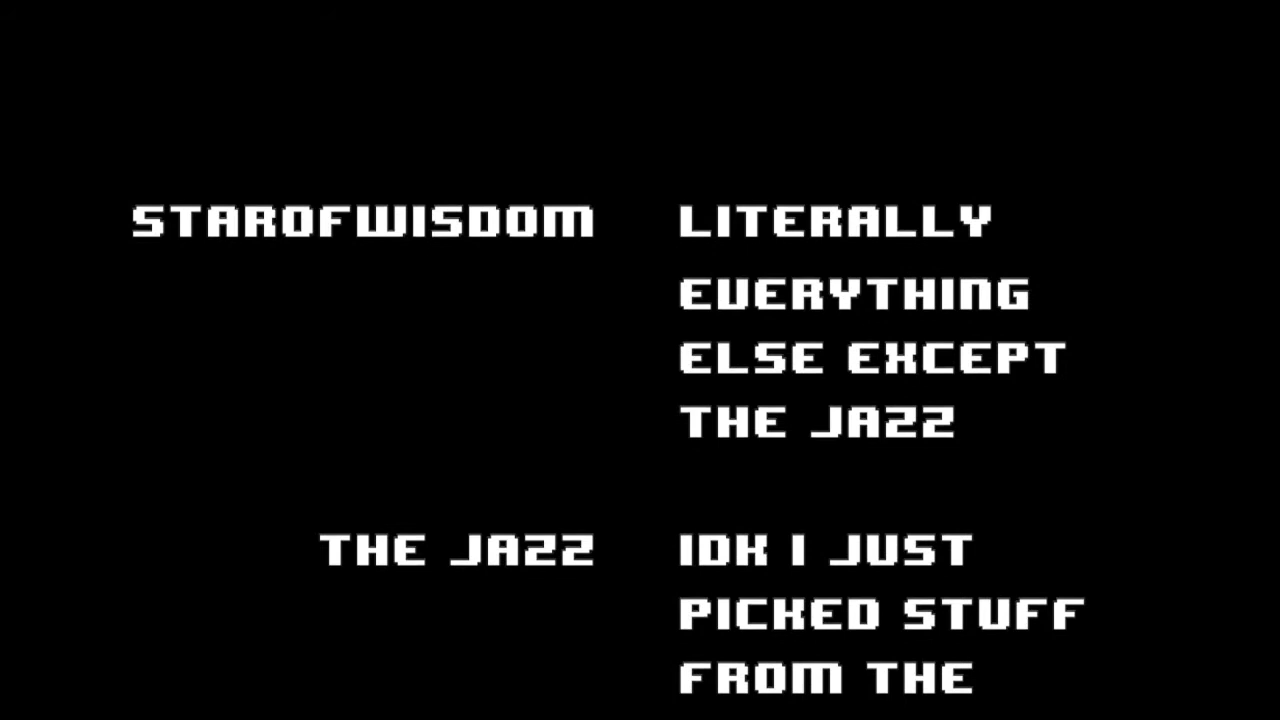 STAROFWISDOM LITERALLY
EVERYTHING
ELSE EXCEPT
THE JAZZ
THE JAZZ IDK I JUST
PICKED STUFF
FROM THE